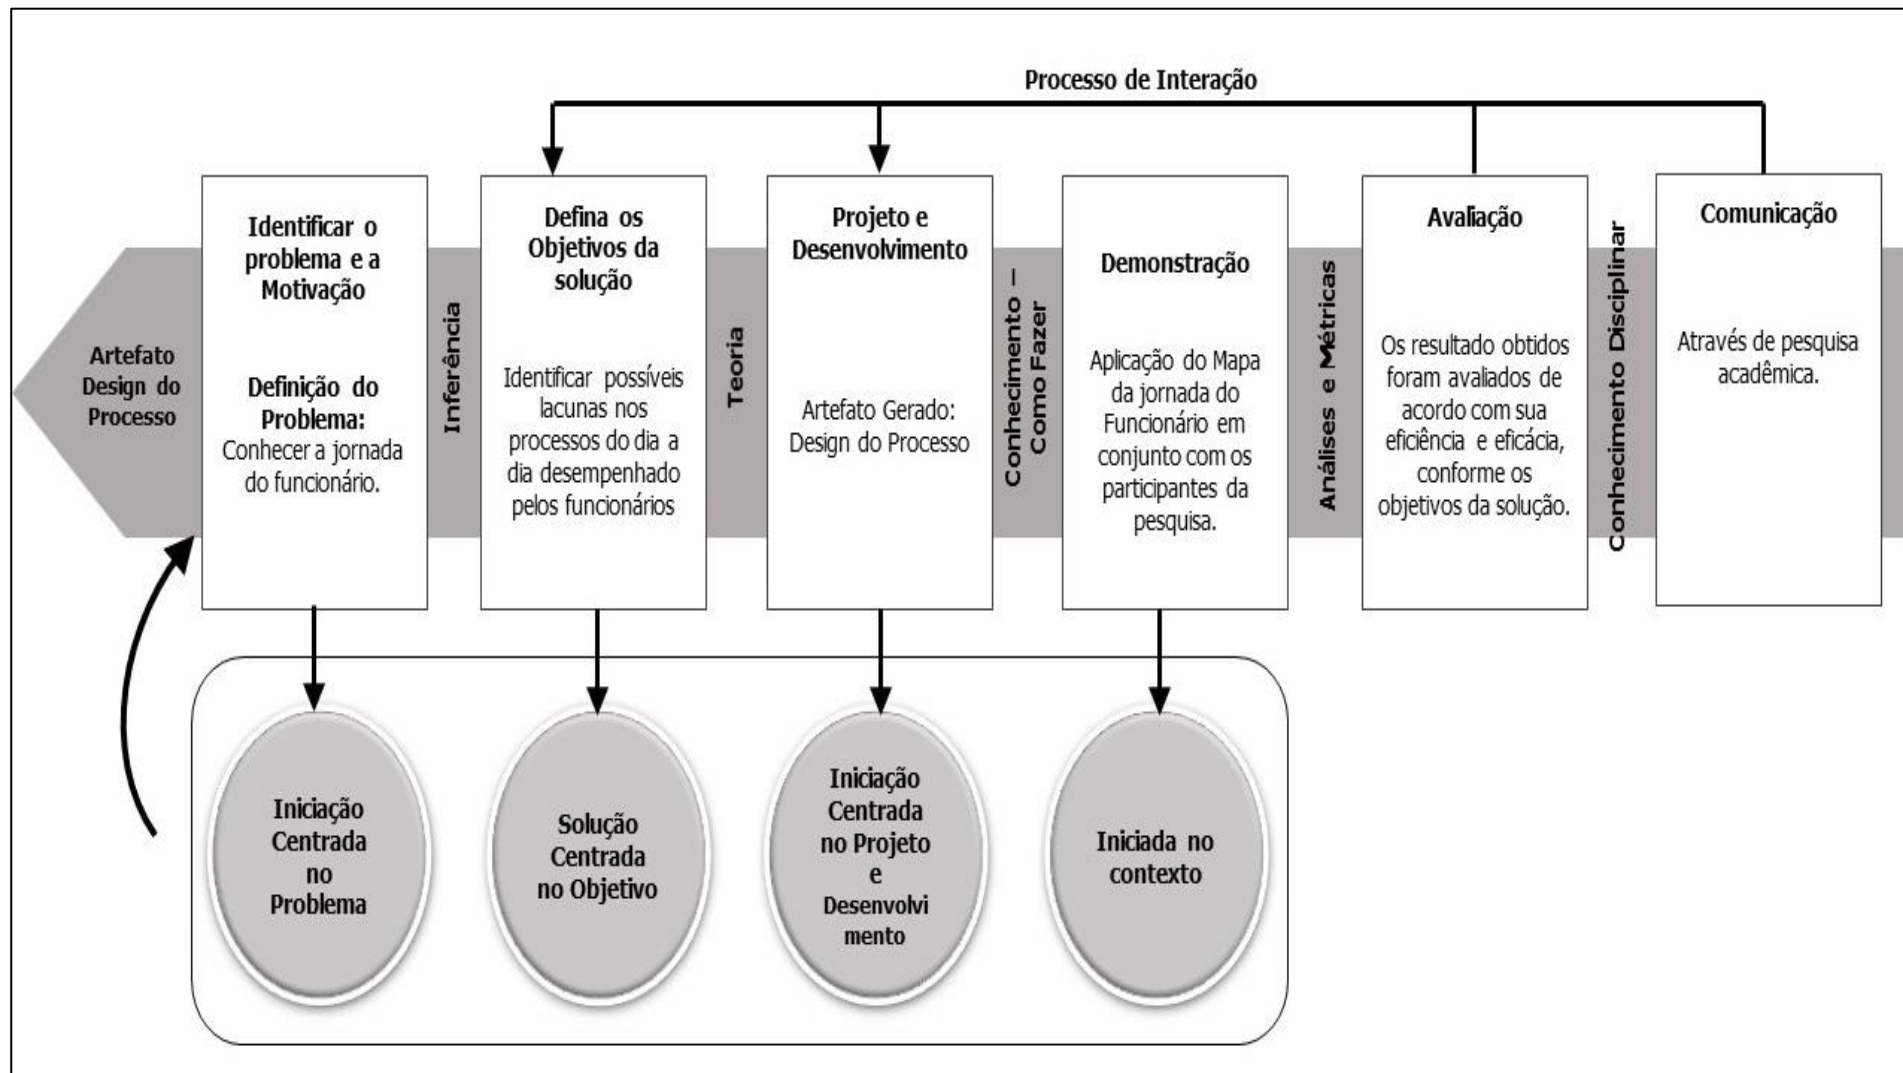 Processo de Interação
Artefato
Design do
Processo
Identificar o
problema e a
Motivação
Definição do
Problema:
Conhecer a jornada
do funcionário.
Inferência
Defina os
Objetivos da
solução
Identificar possíveis
lacunas nos
processos do dia a
dia desempenhado
pelos funcionários
Teoria
Projeto e
Desenvolvimento
Artefato Gerado:
Design do Processo
Conhecimento –
Como Fazer
Demonstração
Aplicação do Mapa
da jornada do
Funcionário em
conjunto com os
participantes da
pesquisa.
Análises e Métricas
Avaliação
Os resultado obtidos
foram avaliados de
acordo com sua
eficiência e eficácia,
conforme os
objetivos da solução.
Conhecimento Disciplinar
Comunicação
Através de pesquisa
acadêmica.
Iniciação
Centrada
no
Problema
Solução
Centrada
no Objetivo
Iniciação
Centrada
no Projeto
e
Desenvolvi
mento
Iniciada no
contexto